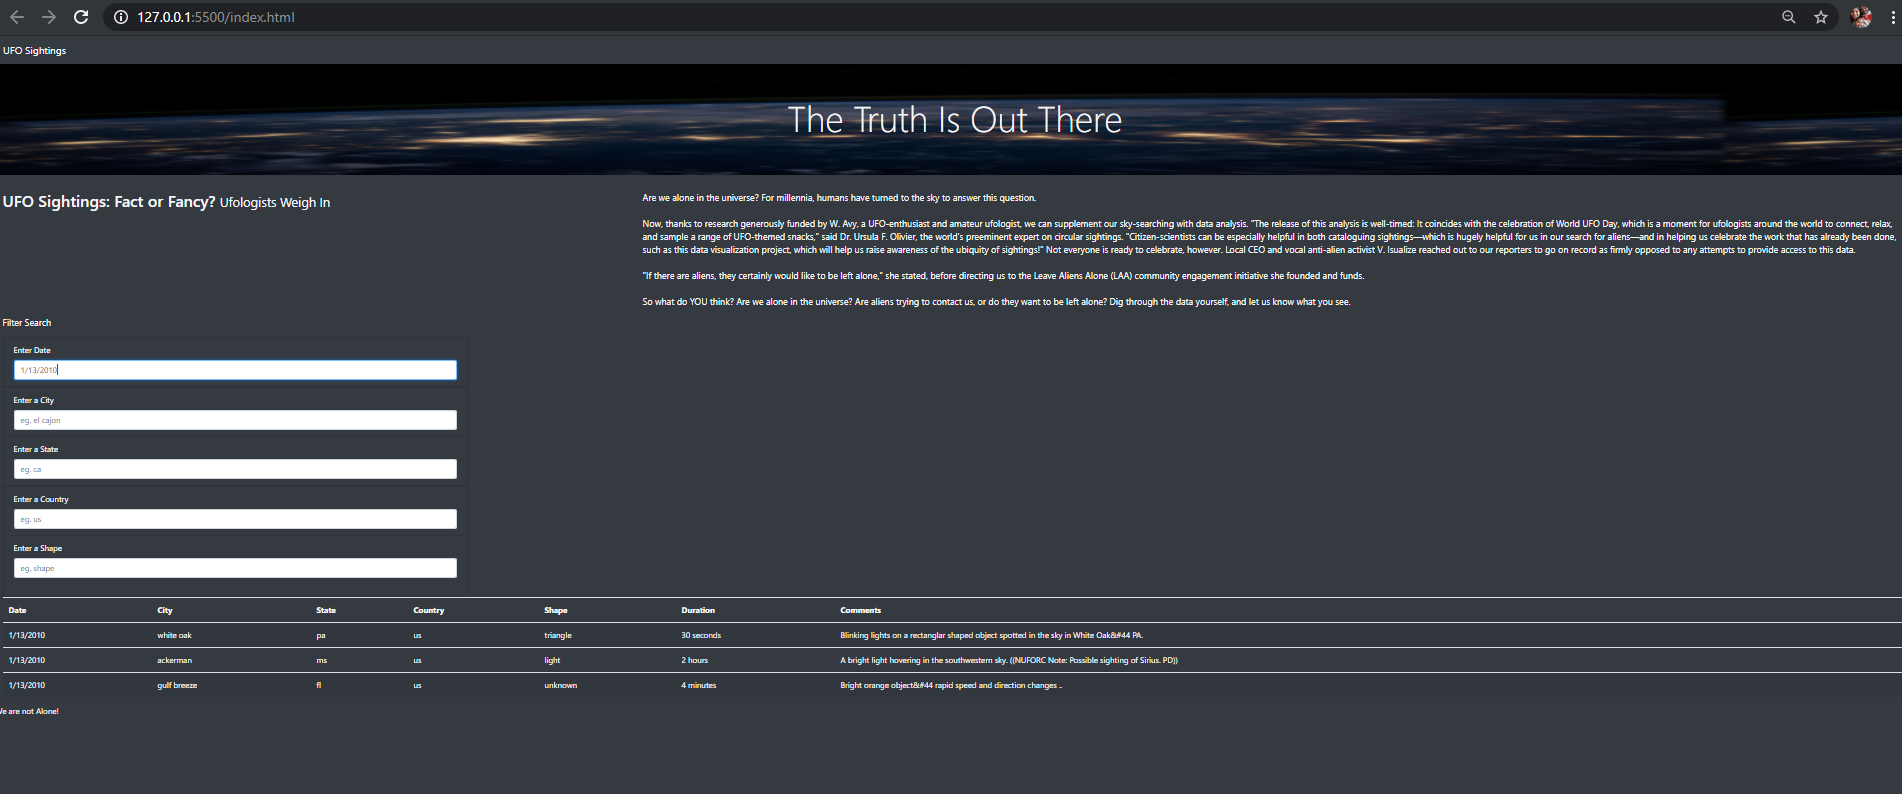 127.0.0.1:5500/index.html
UFO Sightings
The Truth Is Out There
UFO Sightings: Fact or Fancy? Ufologists Weigh In
Are we alone in the universe? For millennia, humans have turned to the sky to answer this question.
Now, thanks to research generously funded by W. Avy, a UFO-enthusiast and amateur ufologist, we can supplement our sky-searching with data analysis. "The release of this analysis is well-timed: It coincides with the celebration of World UFO Day, which is a moment for ufologists around the world to connect, relax,
and sample a range of UFO-themed snacks," said Dr. Ursula F. Olivier, the world's preeminent expert on circular sightings. "Citizen-scientists can be especially helpful in both cataloguing sightings—which is hugely helpful for us in our search for aliens—and in helping us celebrate the work that has already been done,
such as this data visualization project, which will help us raise awareness of the ubiquity of sightings!" Not everyone is ready to celebrate, however. Local CEO and vocal anti-alien activist V. Isualize reached out to our reporters to go on record as firmly opposed to any attempts to provide access to this data.
"If there are aliens, they certainly would like to be left alone," she stated, before directing us to the Leave Aliens Alone (LAA) community engagement initiative she founded and funds.
So what do YOU think? Are we alone in the universe? Are aliens trying to contact us, or do they want to be left alone? Dig through the data yourself, and let us know what you see.
Filter Search
Enter Date
1/13/2010
Enter a City
eg. el cajon
Enter a State
eg. ca
Enter a Country
eg. us
Enter a Shape
eg. shape
Date City State Country Shape Duration Comments
1/13/2010 white oak pa us triangle 30 seconds Blinking lights on a rectanglar shaped object spotted in the sky in White Oak&#44 PA.
1/13/2010 ackerman ms us light 2 hours A bright light hovering in the southwestern sky. ((NUFORC Note: Possible sighting of Sirius. PD))
1/13/2010 gulf breeze fl us unknown 4 minutes Bright orange object&#44 rapid speed and direction changes ..
We are not Alone!